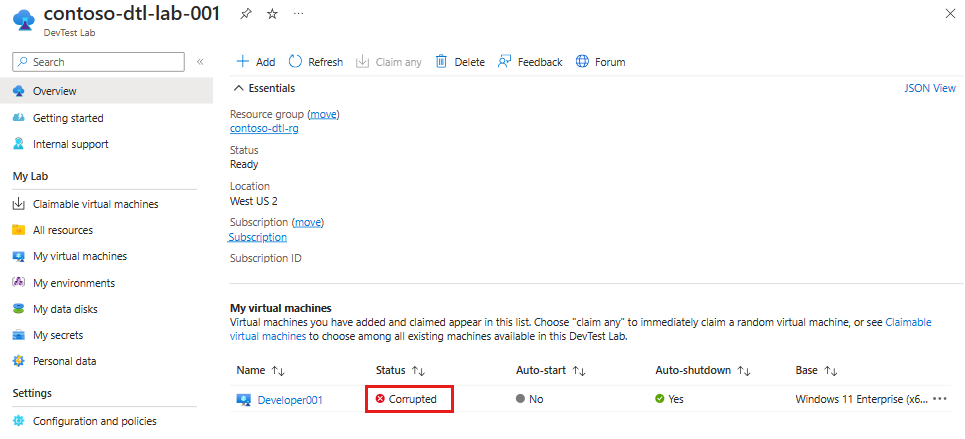 contoso-dtl-lab-001
DevTest Lab
Search
«
Overview
Getting started
Internal support
My Lab
Claimable virtual machines
All resources
My virtual machines
My environments
My data disks
My secrets
Personal data
Settings
Configuration and policies
Add Refresh Claim any Delete Feedback Forum
Essentials JSON View
Resource group (move)
contoso-dtl-rg
Status
Ready
Location
West US 2
Subscription (move)
Subscription
Subscription ID
My virtual machines
Virtual machines you have added and claimed appear in this list. Choose "claim any" to immediately claim a random virtual machine, or see Claimable
virtual machines to choose among all existing machines available in this DevTest Lab.
Name Status Auto-start Auto-shutdown Base
Developer001 Corrupted No Yes Windows 11 Enterprise (x6...